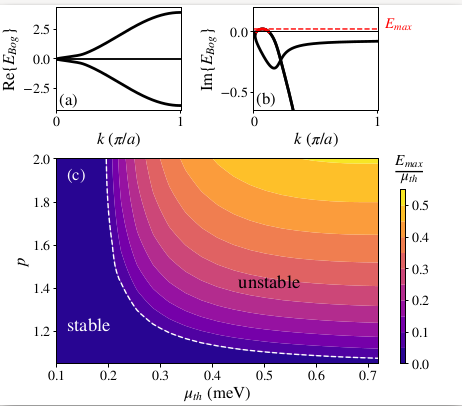 Re{E_Bog}
2.5
0.0
−2.5
(a)
0
1
k (π/a)
Im{E_Bog}
0.0
−0.5
(b)
0
1
k (π/a)
E_max
(c)
p
2.0
1.8
1.6
1.4
1.2
unstable
stable
0.1 0.2 0.3 0.4 0.5 0.6 0.7
μ_th (meV)
E_max
μ_th
0.5
0.4
0.3
0.2
0.1
0.0